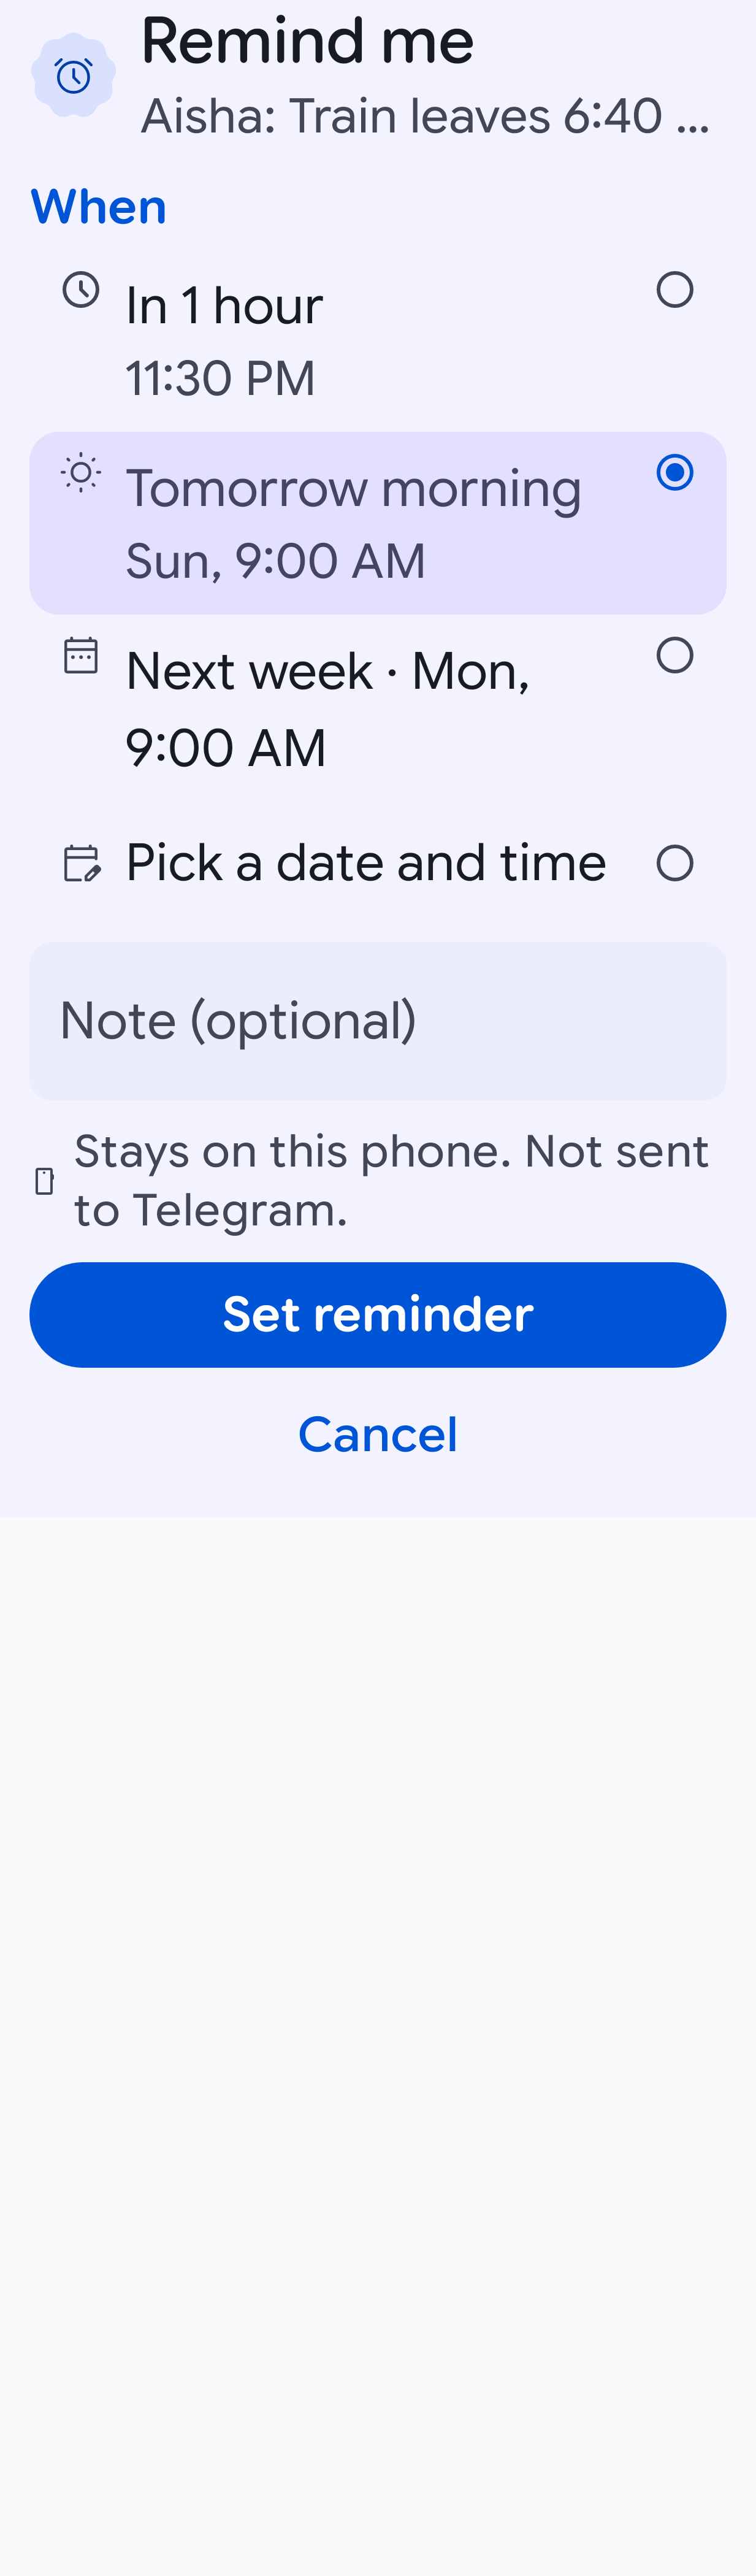 Remind me
Aisha: Train leaves 6:40 ...
When
In 1 hour
11:30 PM
Tomorrow morning
Sun, 9:00 AM
Next week · Mon,
9:00 AM
Pick a date and time
Note (optional)
Stays on this phone. Not sent
to Telegram.
Set reminder
Cancel